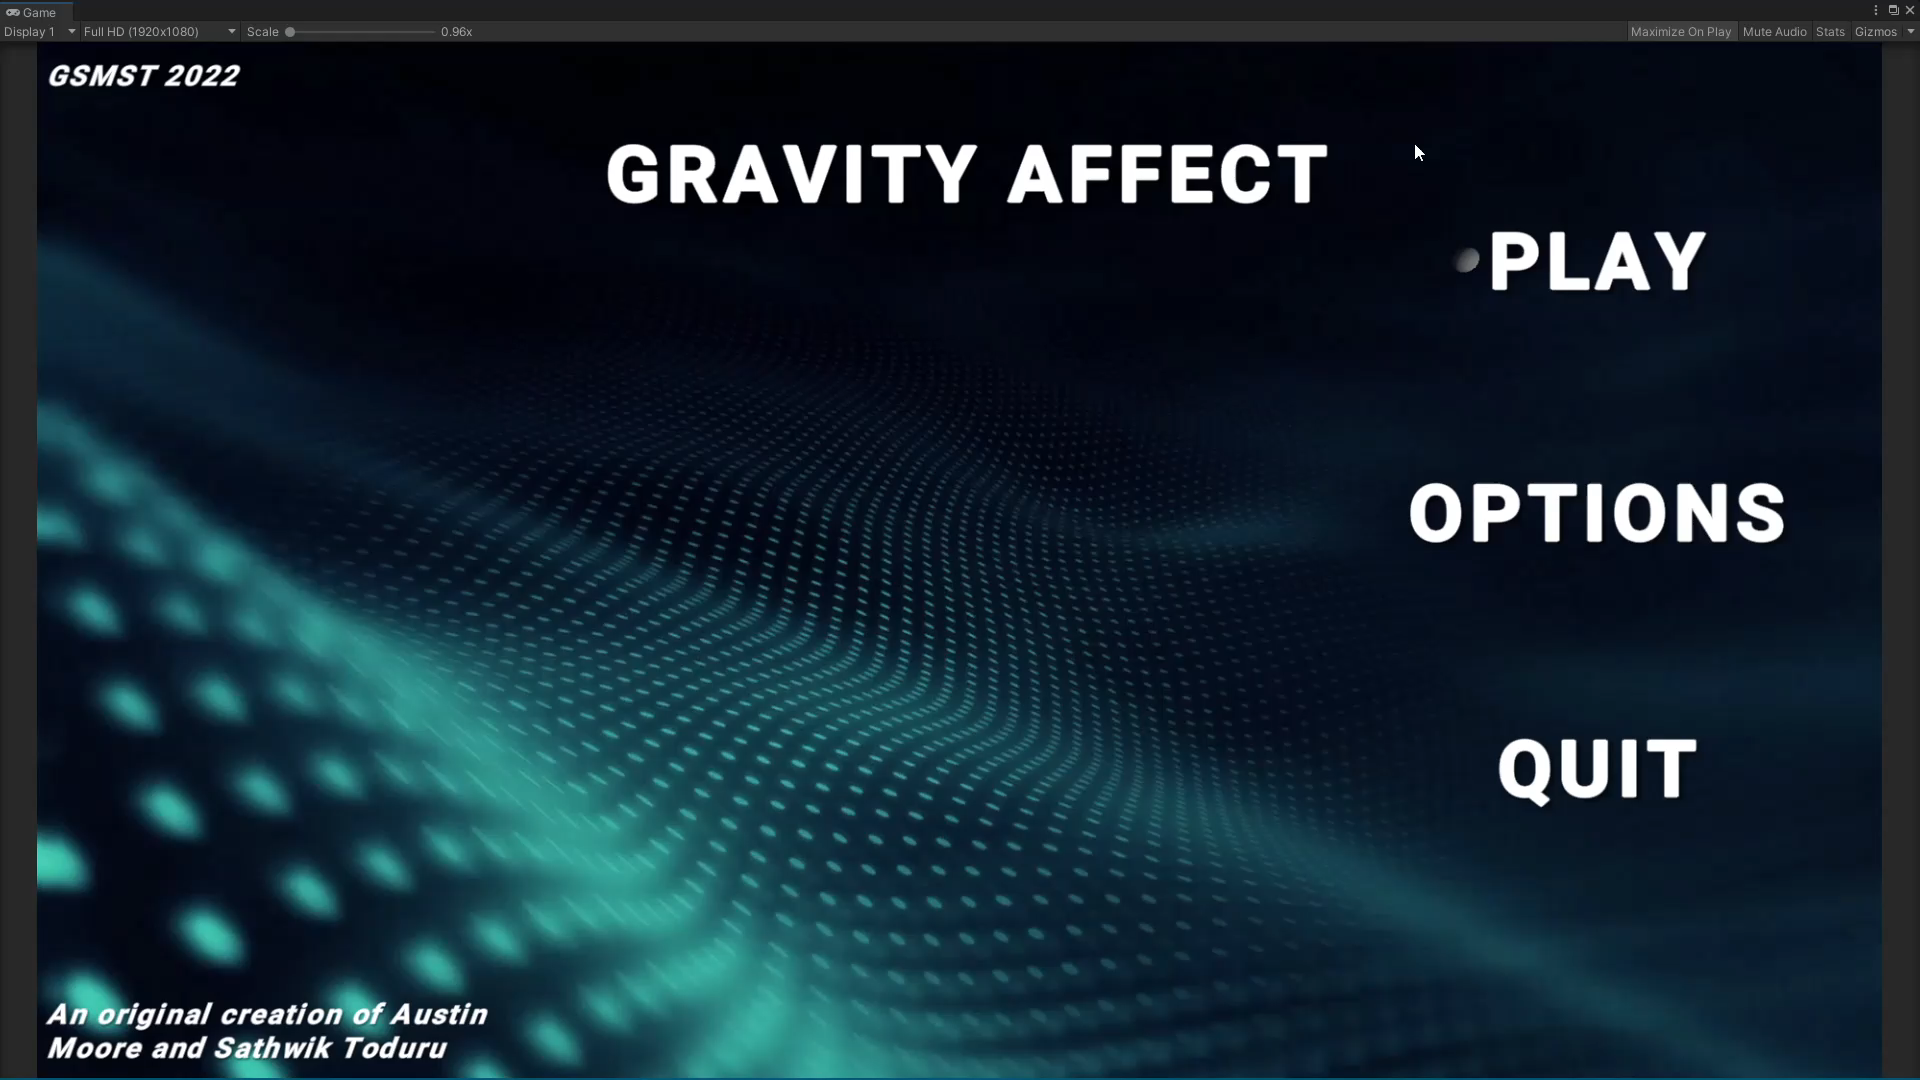 Game
Display 1 Full HD (1920x1080) Scale 0.96x Maximize On Play Mute Audio Stats Gizmos
GSMST 2022
GRAVITY AFFECT
PLAY
OPTIONS
QUIT
An original creation of Austin
Moore and Sathwik Toduru